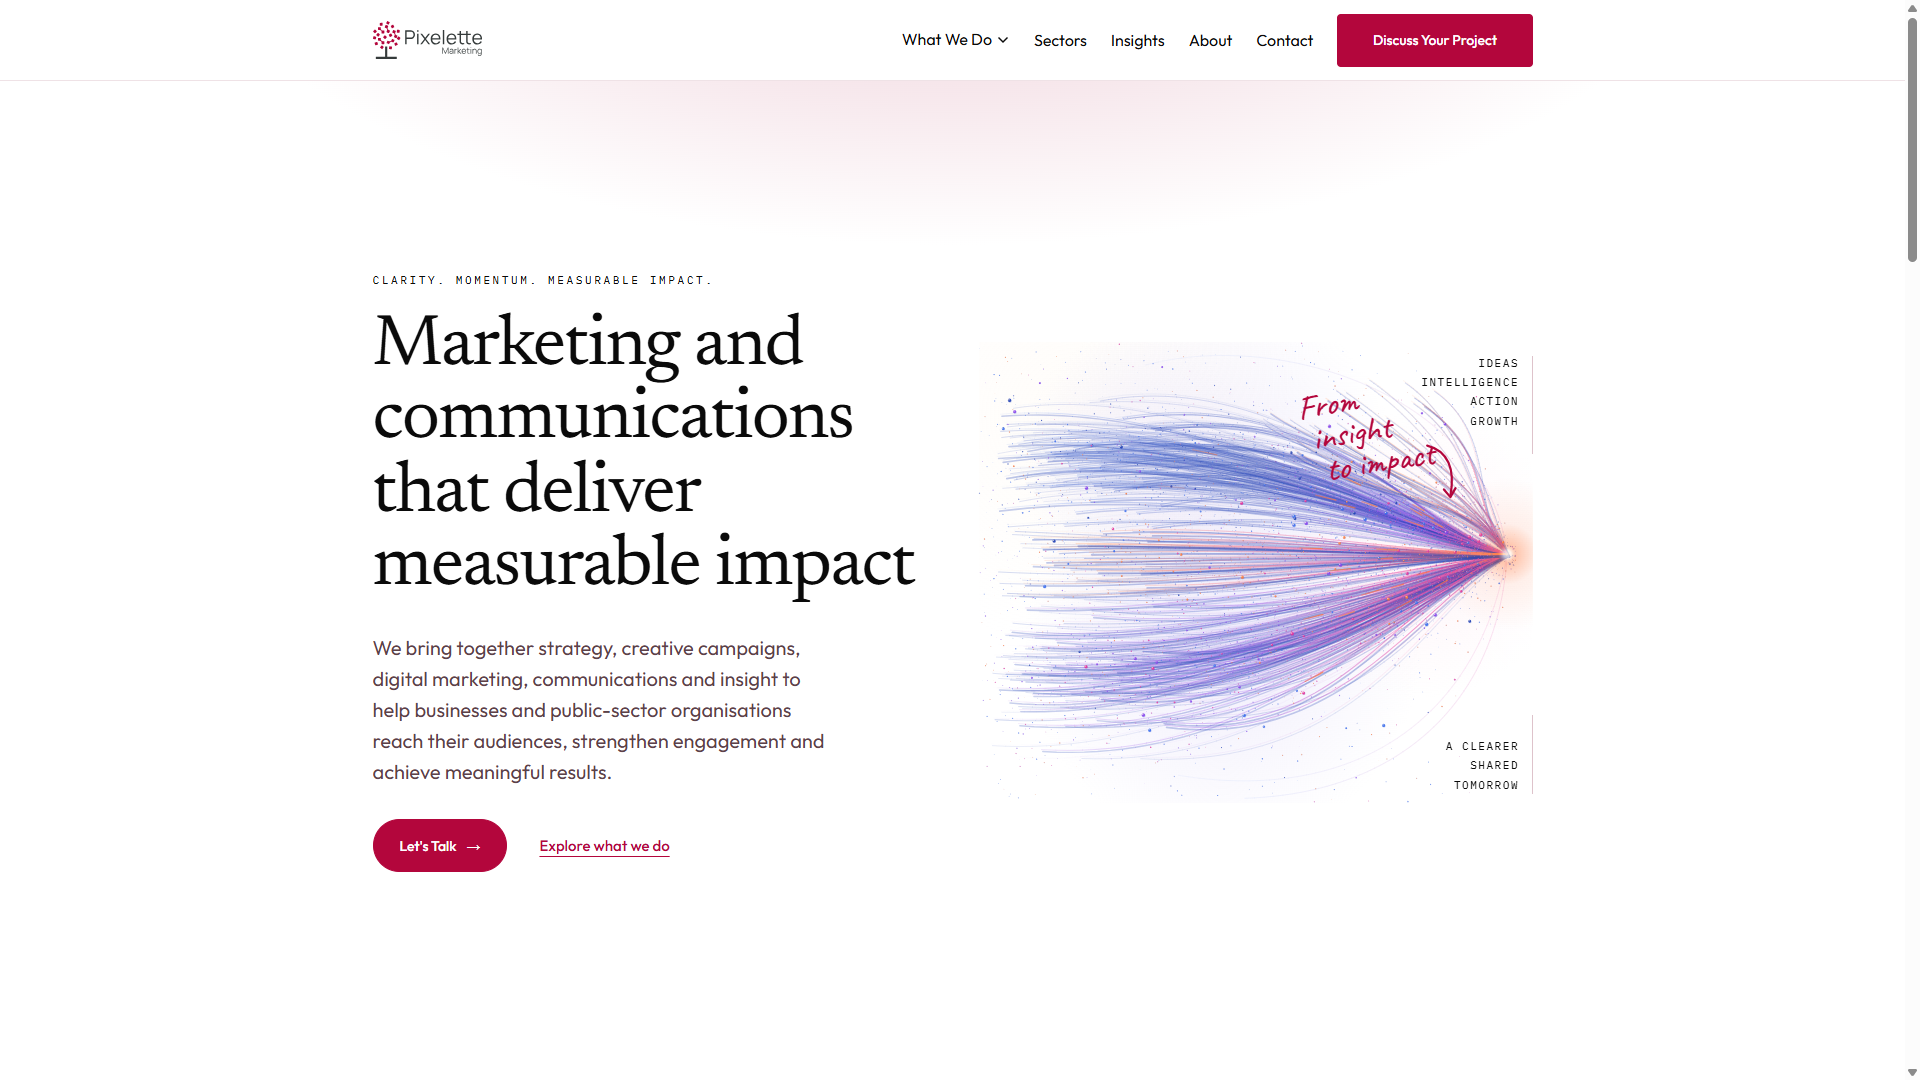 Pixelette
Marketing
What We Do
Sectors
Insights
About
Contact
Discuss Your Project
CLARITY. MOMENTUM. MEASURABLE IMPACT.
Marketing and
communications
that deliver
measurable impact
We bring together strategy, creative campaigns,
digital marketing, communications and insight to
help businesses and public-sector organisations
reach their audiences, strengthen engagement and
achieve meaningful results.
Let's Talk →
Explore what we do
IDEAS
INTELLIGENCE
ACTION
GROWTH
From
insight
to impact
A CLEARER
SHARED
TOMORROW